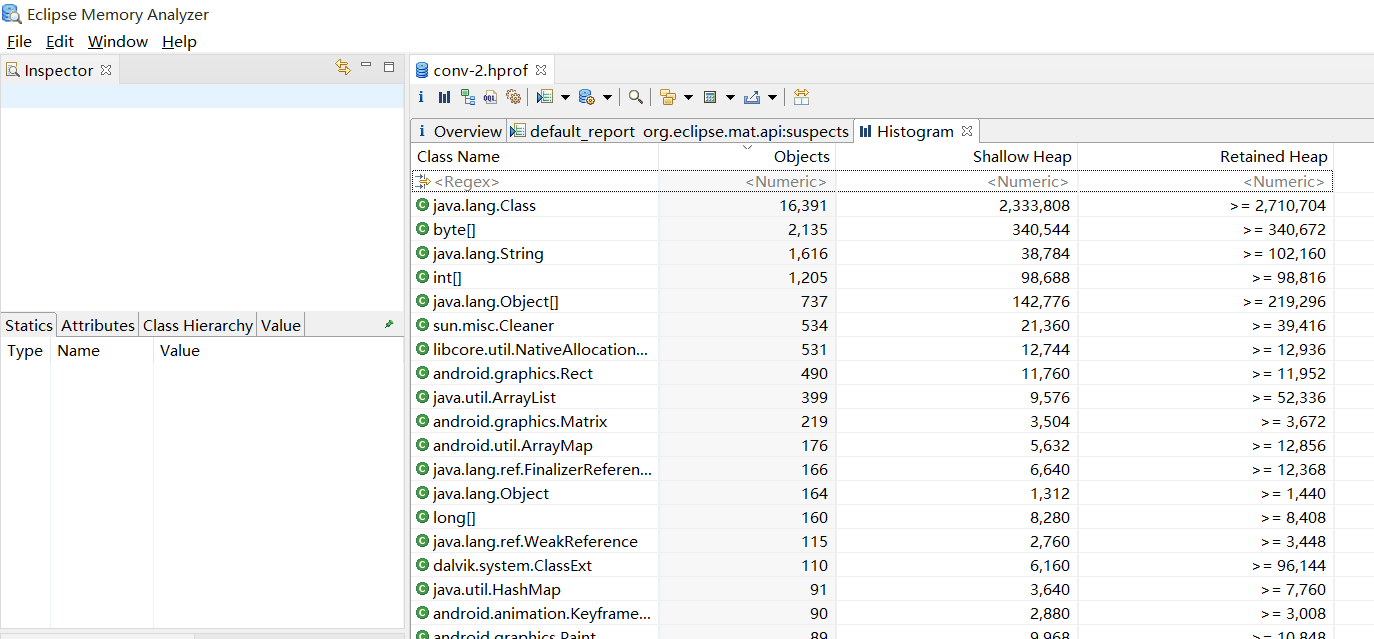 Eclipse Memory Analyzer
File Edit Window Help
Inspector
Statics Attributes Class Hierarchy Value
Type Name Value
conv-2.hprof
Overview default_report org.eclipse.mat.api:suspects Histogram
Class Name Objects Shallow Heap Retained Heap
<Regex> <Numeric> <Numeric> <Numeric>
java.lang.Class 16,391 2,333,808 >= 2,710,704
byte[] 2,135 340,544 >= 340,672
java.lang.String 1,616 38,784 >= 102,160
int[] 1,205 98,688 >= 98,816
java.lang.Object[] 737 142,776 >= 219,296
sun.misc.Cleaner 534 21,360 >= 39,416
libcore.util.NativeAllocation... 531 12,744 >= 12,936
android.graphics.Rect 490 11,760 >= 11,952
java.util.ArrayList 399 9,576 >= 52,336
android.graphics.Matrix 219 3,504 >= 3,672
android.util.ArrayMap 176 5,632 >= 12,856
java.lang.ref.FinalizerReferen... 166 6,640 >= 12,368
java.lang.Object 164 1,312 >= 1,440
long[] 160 8,280 >= 8,408
java.lang.ref.WeakReference 115 2,760 >= 3,448
dalvik.system.ClassExt 110 6,160 >= 96,144
java.util.HashMap 91 3,640 >= 7,760
android.animation.Keyframe... 90 2,880 >= 3,008
android.graphics.Paint 89 9,968 >= 10,848